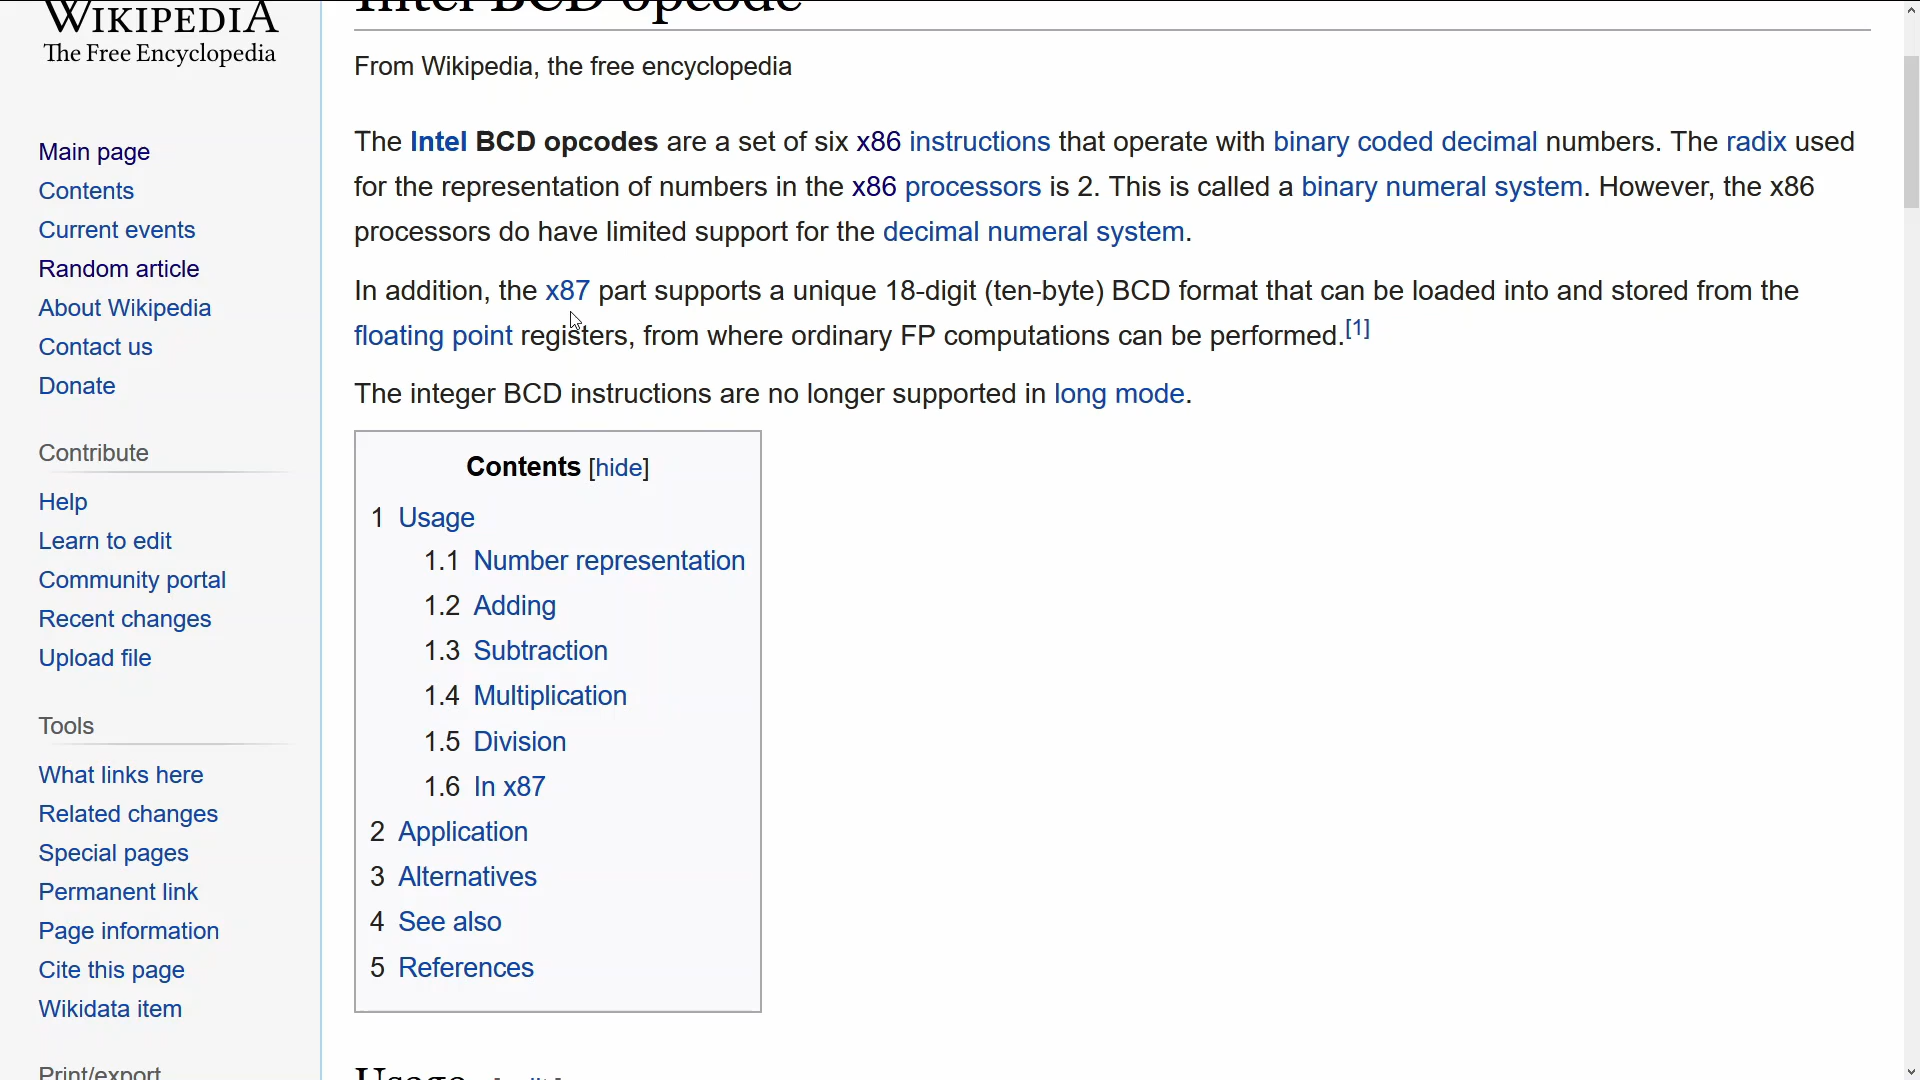 WIKIPEDIA
The Free Encyclopedia
Main page
Contents
Current events
Random article
About Wikipedia
Contact us
Donate
Contribute
Help
Learn to edit
Community portal
Recent changes
Upload file
Tools
What links here
Related changes
Special pages
Permanent link
Page information
Cite this page
Wikidata item
Print/export
Intel BCD opcode
From Wikipedia, the free encyclopedia
The Intel BCD opcodes are a set of six x86 instructions that operate with binary coded decimal numbers. The radix used
for the representation of numbers in the x86 processors is 2. This is called a binary numeral system. However, the x86
processors do have limited support for the decimal numeral system.
In addition, the x87 part supports a unique 18-digit (ten-byte) BCD format that can be loaded into and stored from the
floating point registers, from where ordinary FP computations can be performed.[1]
The integer BCD instructions are no longer supported in long mode.
Contents [hide]
1 Usage
1.1 Number representation
1.2 Adding
1.3 Subtraction
1.4 Multiplication
1.5 Division
1.6 In x87
2 Application
3 Alternatives
4 See also
5 References
Usage